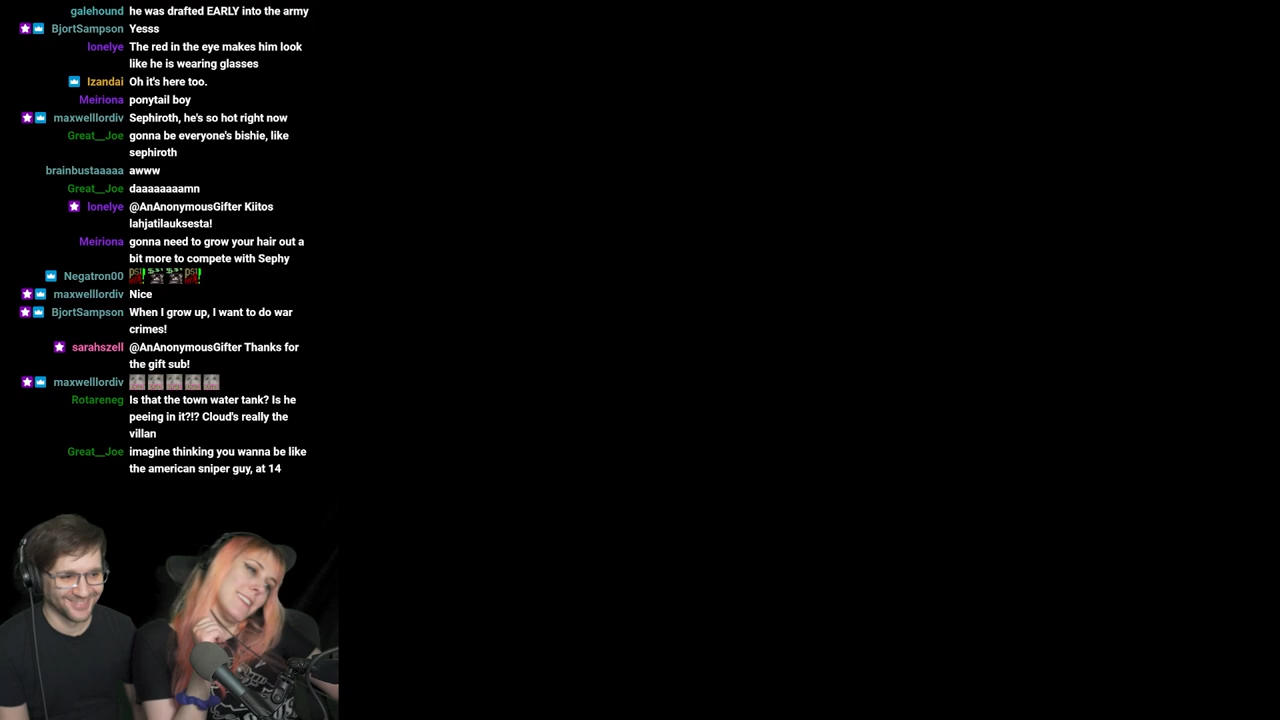 galehound he was drafted EARLY into the army
BjortSampson Yesss
lonelye The red in the eye makes him look
like he is wearing glasses
Izandai Oh it's here too.
Meiriona ponytail boy
maxwelllordiv Sephiroth, he's so hot right now
Great__Joe gonna be everyone's bishie, like
sephiroth
brainbustaaaaa awww
Great__Joe daaaaaaaamn
lonelye @AnAnonymousGifter Kiitos
lahjatilauksesta!
Meiriona gonna need to grow your hair out a
bit more to compete with Sephy
Negatron00
maxwelllordiv Nice
BjortSampson When I grow up, I want to do war
crimes!
sarahszell @AnAnonymousGifter Thanks for
the gift sub!
maxwelllordiv
Rotareneg Is that the town water tank? Is he
peeing in it?!? Cloud's really the
villan
Great__Joe imagine thinking you wanna be like
the american sniper guy, at 14